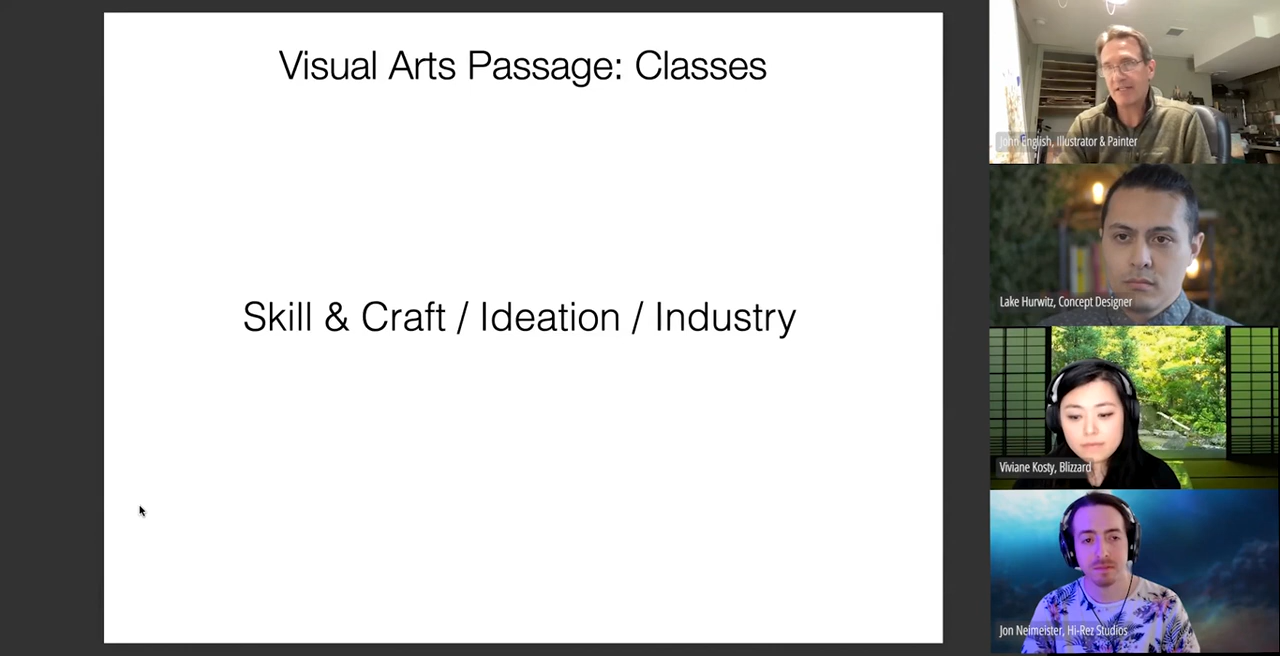 Visual Arts Passage: Classes
Skill & Craft / Ideation / Industry
John English, Illustrator & Painter
Lake Hurwitz, Concept Designer
Viviane Kosty, Blizzard
Jon Neimeister, Hi-Rez Studios